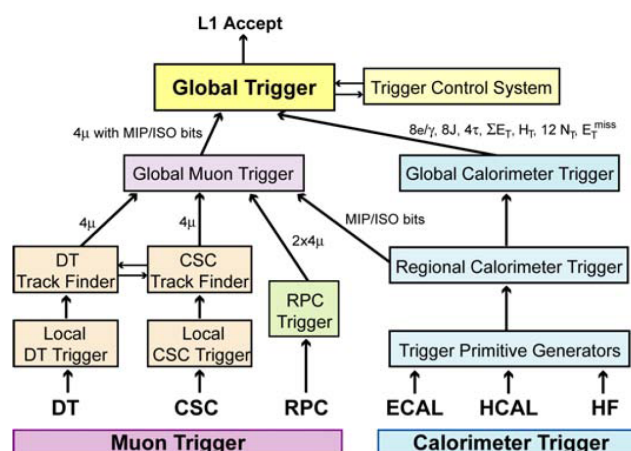 L1 Accept
Global Trigger
Trigger Control System
4μ with MIP/ISO bits
8e/γ, 8J, 4τ, ΣE_T, H_T, 12 N_T, E_T^miss
Global Muon Trigger
Global Calorimeter Trigger
4μ
4μ
2x4μ
MIP/ISO bits
DT
Track Finder
CSC
Track Finder
RPC
Trigger
Regional Calorimeter Trigger
Local
DT Trigger
Local
CSC Trigger
Trigger Primitive Generators
DT
CSC
RPC
ECAL
HCAL
HF
Muon Trigger
Calorimeter Trigger